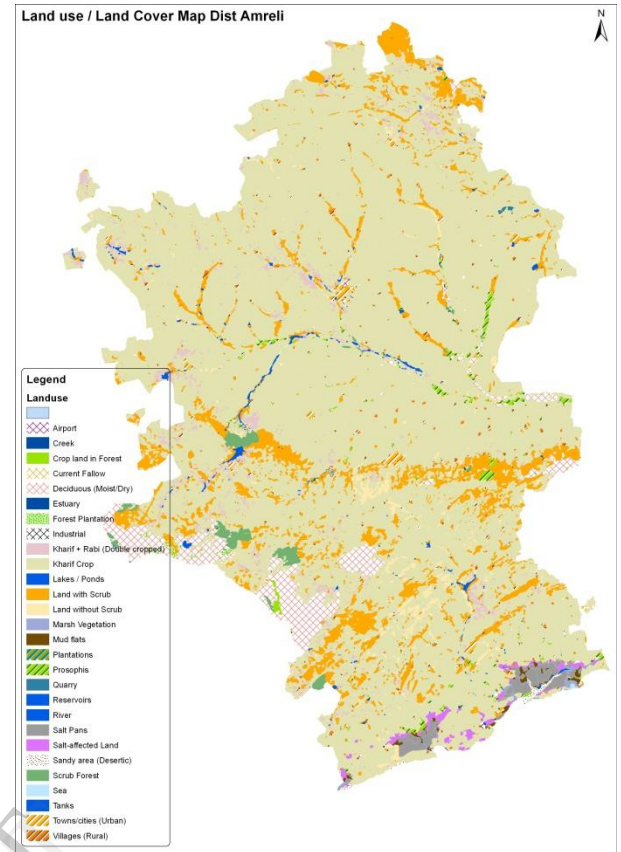 Land use / Land Cover Map Dist Amreli
N
Legend
Landuse
Airport
Creek
Crop land in Forest
Current Fallow
Deciduous (Moist/Dry)
Estuary
Forest Plantation
Industrial
Kharif + Rabi (Double cropped)
Kharif Crop
Lakes / Ponds
Land with Scrub
Land without Scrub
Marsh Vegetation
Mud flats
Plantations
Prosophis
Quarry
Reservoirs
River
Salt Pans
Salt-affected Land
Sandy area (Desertic)
Scrub Forest
Sea
Tanks
Towns/cities (Urban)
Villages (Rural)